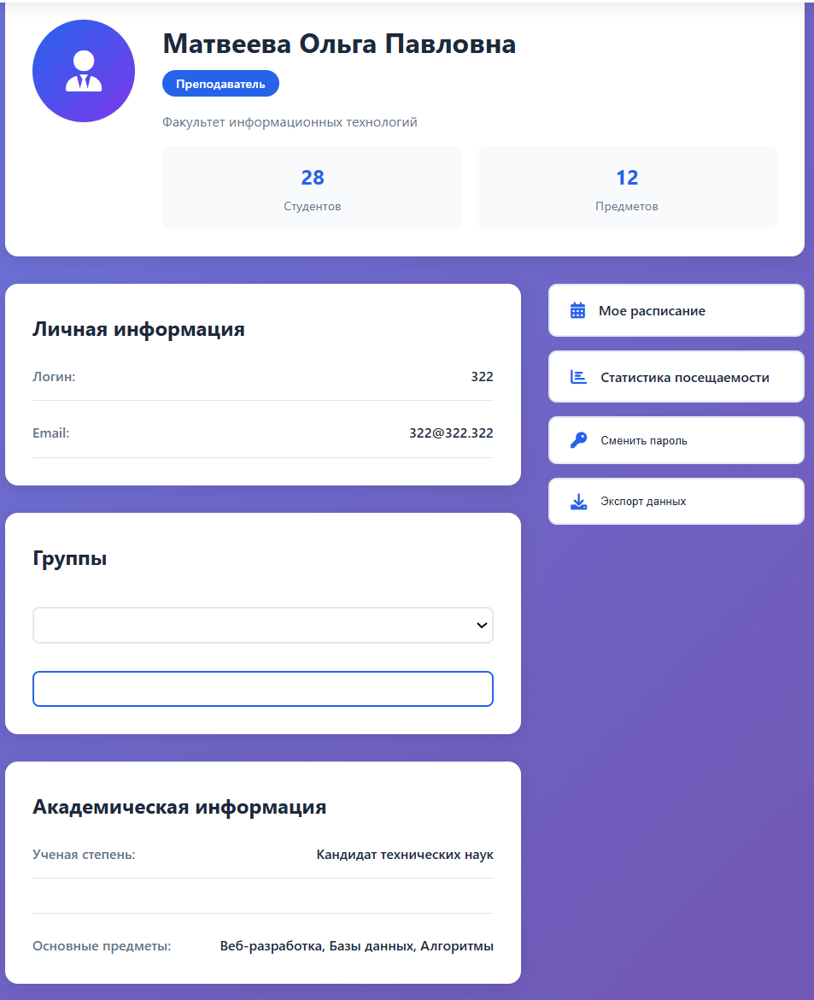 Матвеева Ольга Павловна
Преподаватель
Факультет информационных технологий
28
Студентов
12
Предметов
Личная информация
Логин: 322
Email: 322@322.322
Группы
Академическая информация
Ученая степень: Кандидат технических наук
Основные предметы: Веб-разработка, Базы данных, Алгоритмы
Мое расписание
Статистика посещаемости
Сменить пароль
Экспорт данных